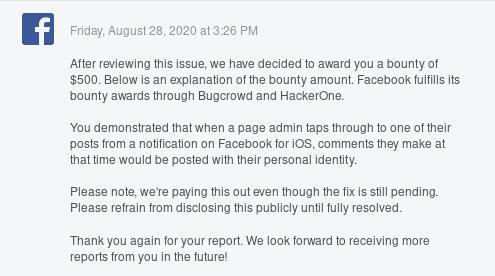 Friday, August 28, 2020 at 3:26 PM
After reviewing this issue, we have decided to award you a bounty of
$500. Below is an explanation of the bounty amount. Facebook fulfills its
bounty awards through Bugcrowd and HackerOne.
You demonstrated that when a page admin taps through to one of their
posts from a notification on Facebook for iOS, comments they make at
that time would be posted with their personal identity.
Please note, we're paying this out even though the fix is still pending.
Please refrain from disclosing this publicly until fully resolved.
Thank you again for your report. We look forward to receiving more
reports from you in the future!